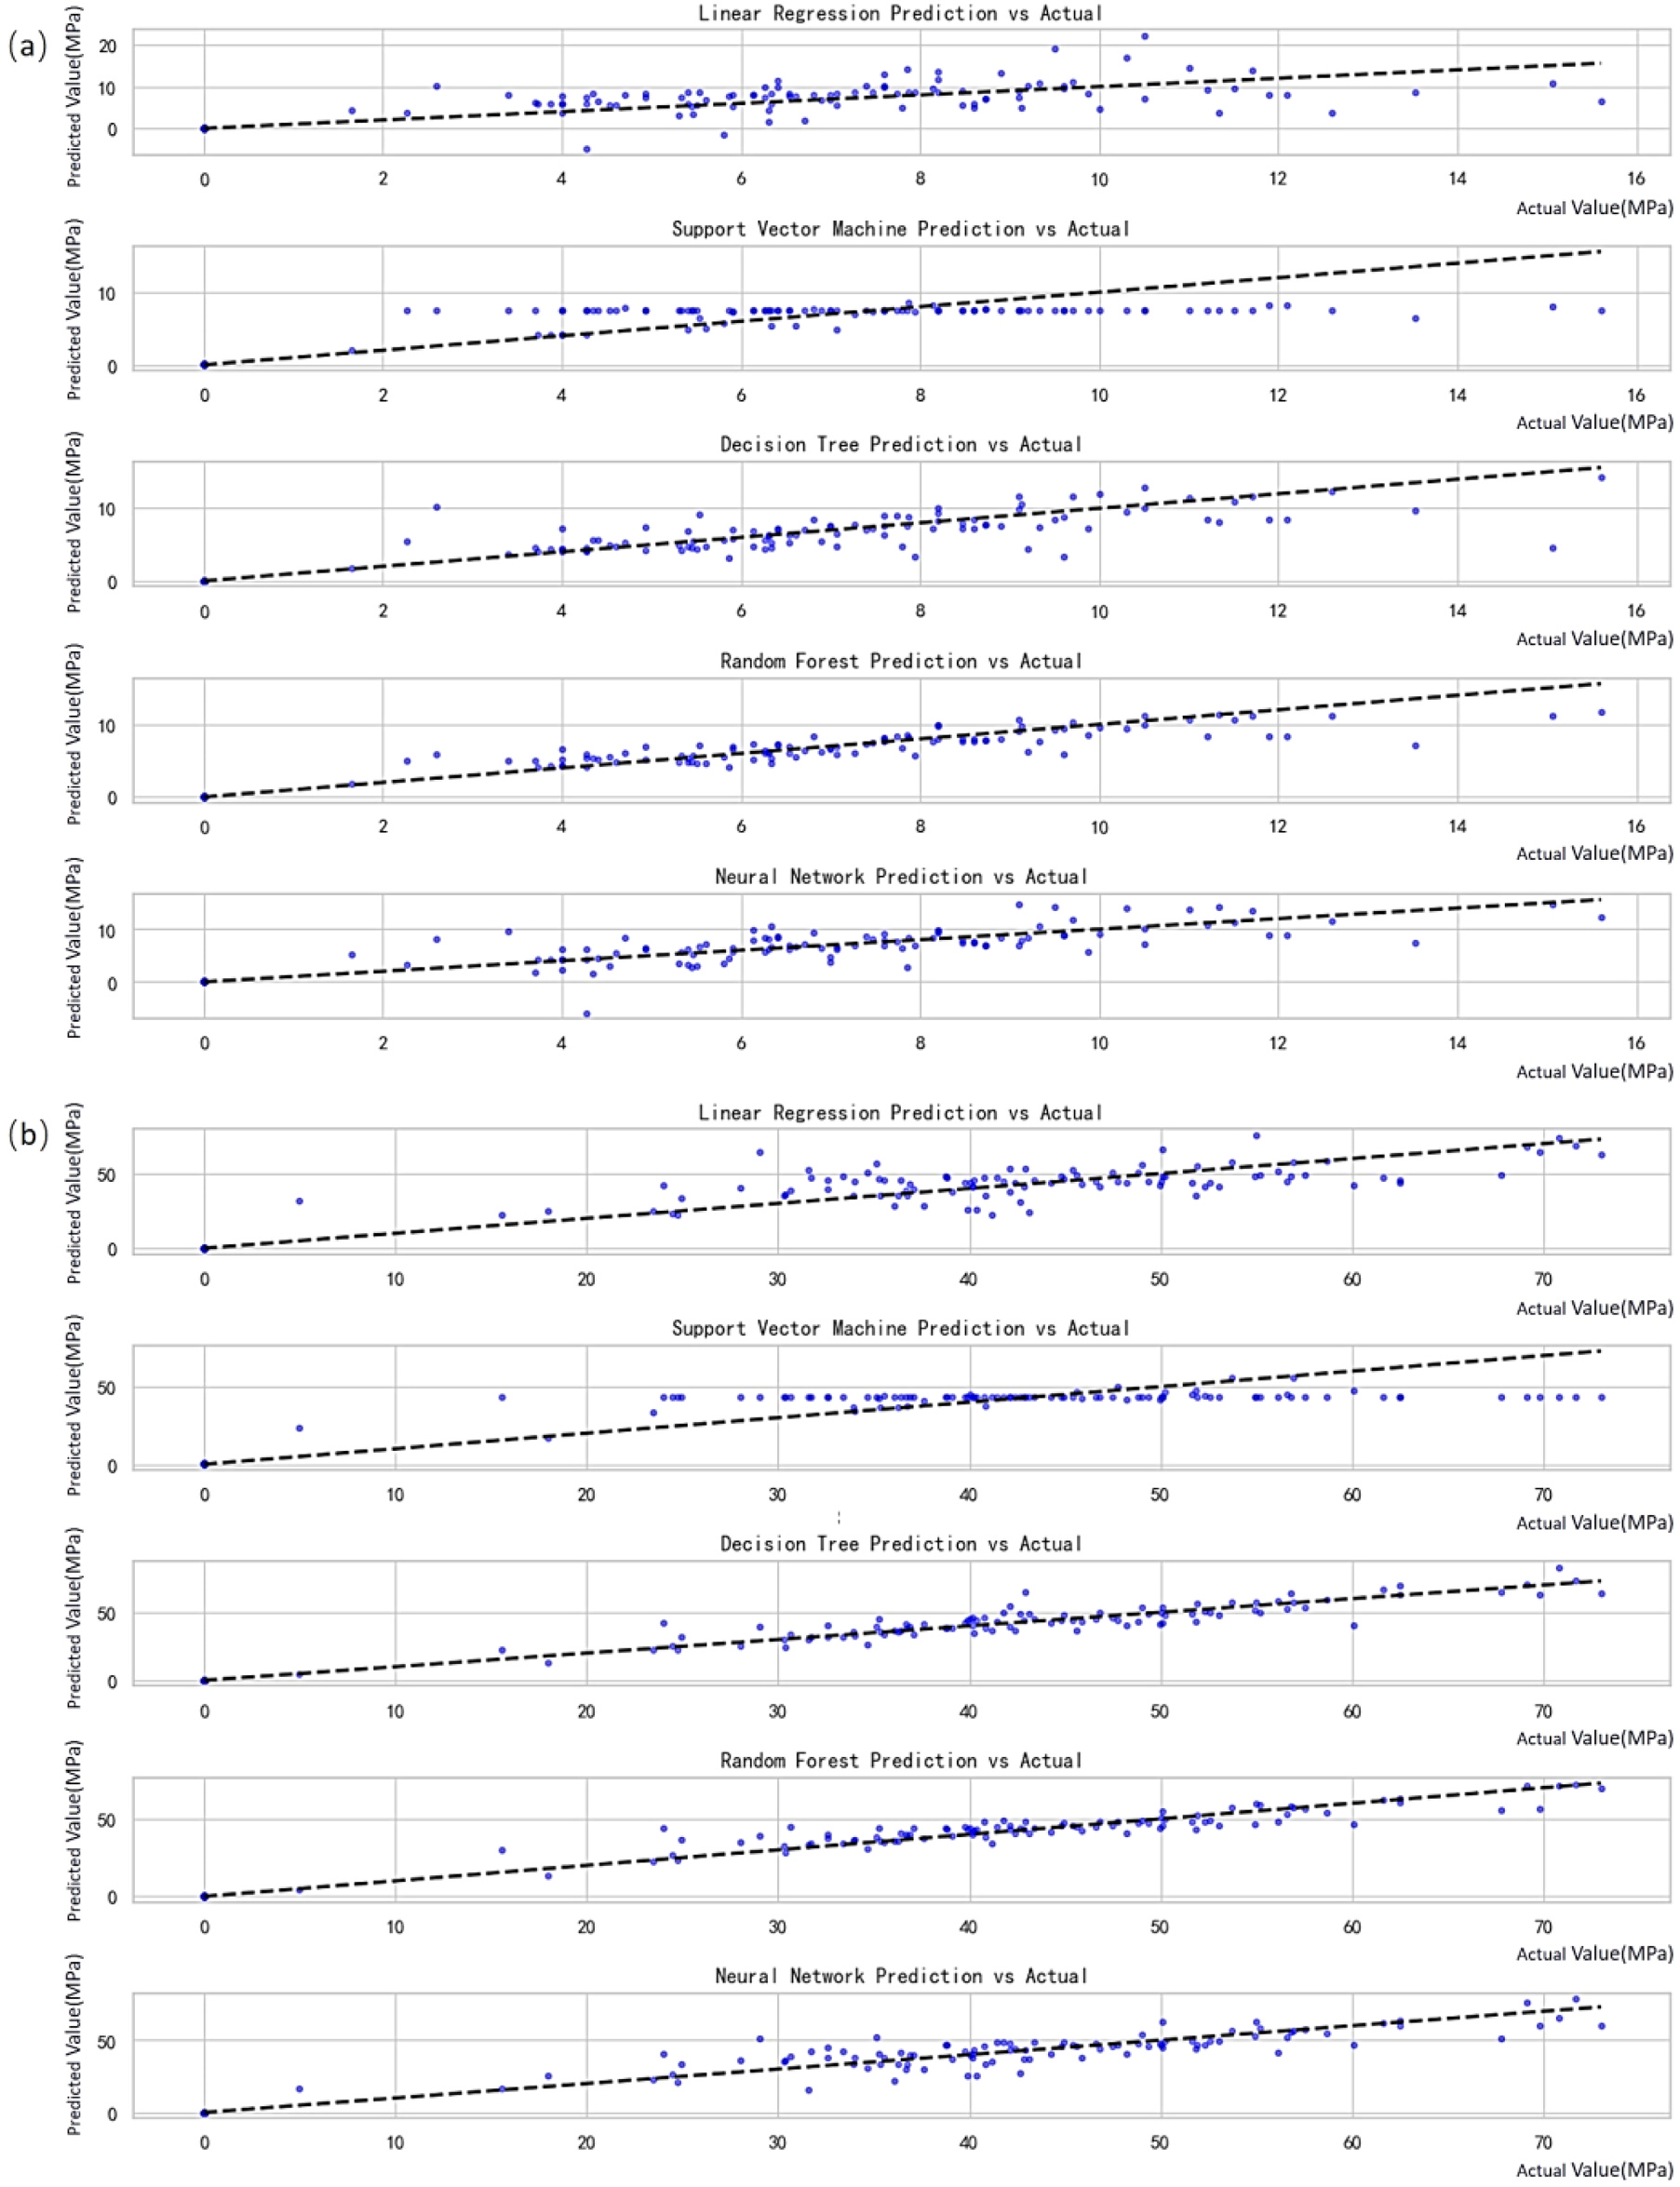 (a)
Linear Regression Prediction vs Actual
Predicted Value(MPa)
20
10
0
0 2 4 6 8 10 12 14 16
Actual Value(MPa)
Support Vector Machine Prediction vs Actual
Predicted Value(MPa)
10
0
0 2 4 6 8 10 12 14 16
Actual Value(MPa)
Decision Tree Prediction vs Actual
Predicted Value(MPa)
10
0
0 2 4 6 8 10 12 14 16
Actual Value(MPa)
Random Forest Prediction vs Actual
Predicted Value(MPa)
10
0
0 2 4 6 8 10 12 14 16
Actual Value(MPa)
Neural Network Prediction vs Actual
Predicted Value(MPa)
10
0
0 2 4 6 8 10 12 14 16
Actual Value(MPa)
(b)
Linear Regression Prediction vs Actual
Predicted Value(MPa)
50
0
0 10 20 30 40 50 60 70
Actual Value(MPa)
Support Vector Machine Prediction vs Actual
Predicted Value(MPa)
50
0
0 10 20 30 40 50 60 70
Actual Value(MPa)
Decision Tree Prediction vs Actual
Predicted Value(MPa)
50
0
0 10 20 30 40 50 60 70
Actual Value(MPa)
Random Forest Prediction vs Actual
Predicted Value(MPa)
50
0
0 10 20 30 40 50 60 70
Actual Value(MPa)
Neural Network Prediction vs Actual
Predicted Value(MPa)
50
0
0 10 20 30 40 50 60 70
Actual Value(MPa)